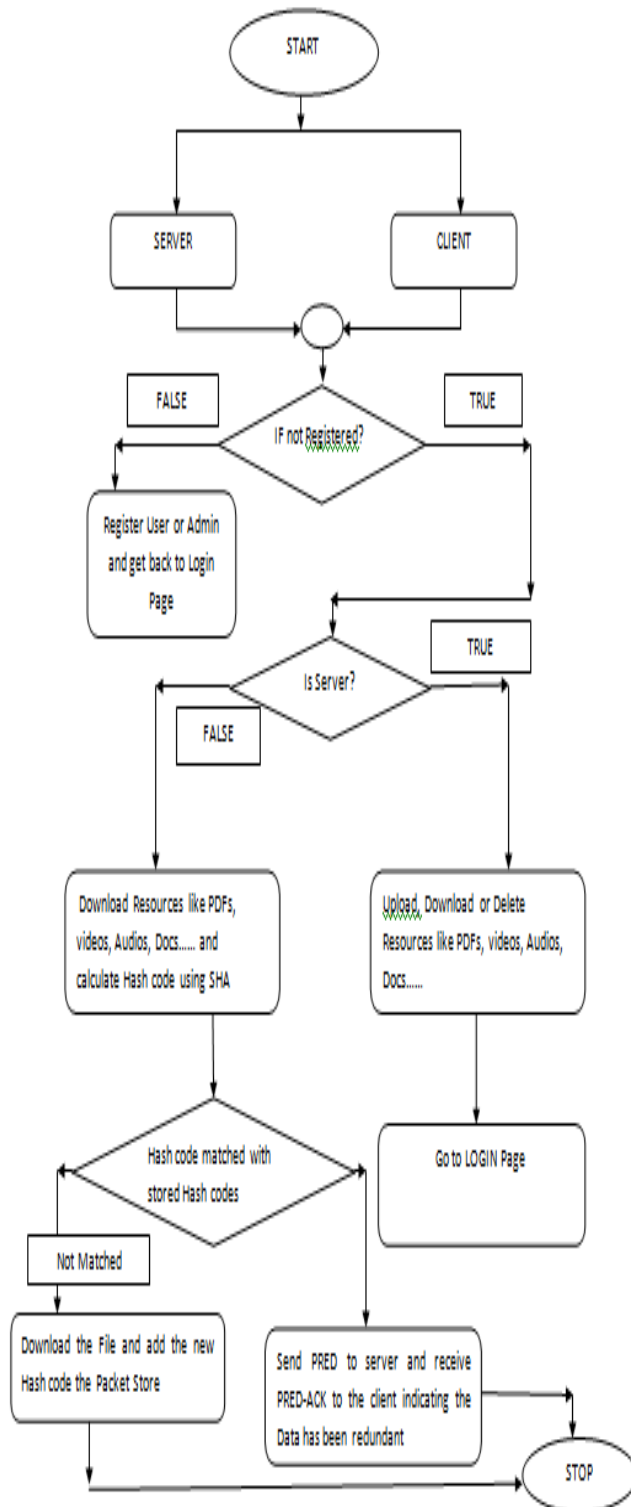 START
SERVER
CLIENT
FALSE
TRUE
IF not Registered?
Register User or Admin
and get back to Login
Page
TRUE
Is Server?
FALSE
Download Resources like PDFs,
videos, Audios, Docs...... and
calculate Hash code using SHA
Upload, Download or Delete
Resources like PDFs, videos, Audios,
Docs......
Hash code matched with
stored Hash codes
Go to LOGIN Page
Not Matched
Download the File and add the new
Hash code the Packet Store
Send PRED to server and receive
PRED-ACK to the client indicating the
Data has been redundant
STOP